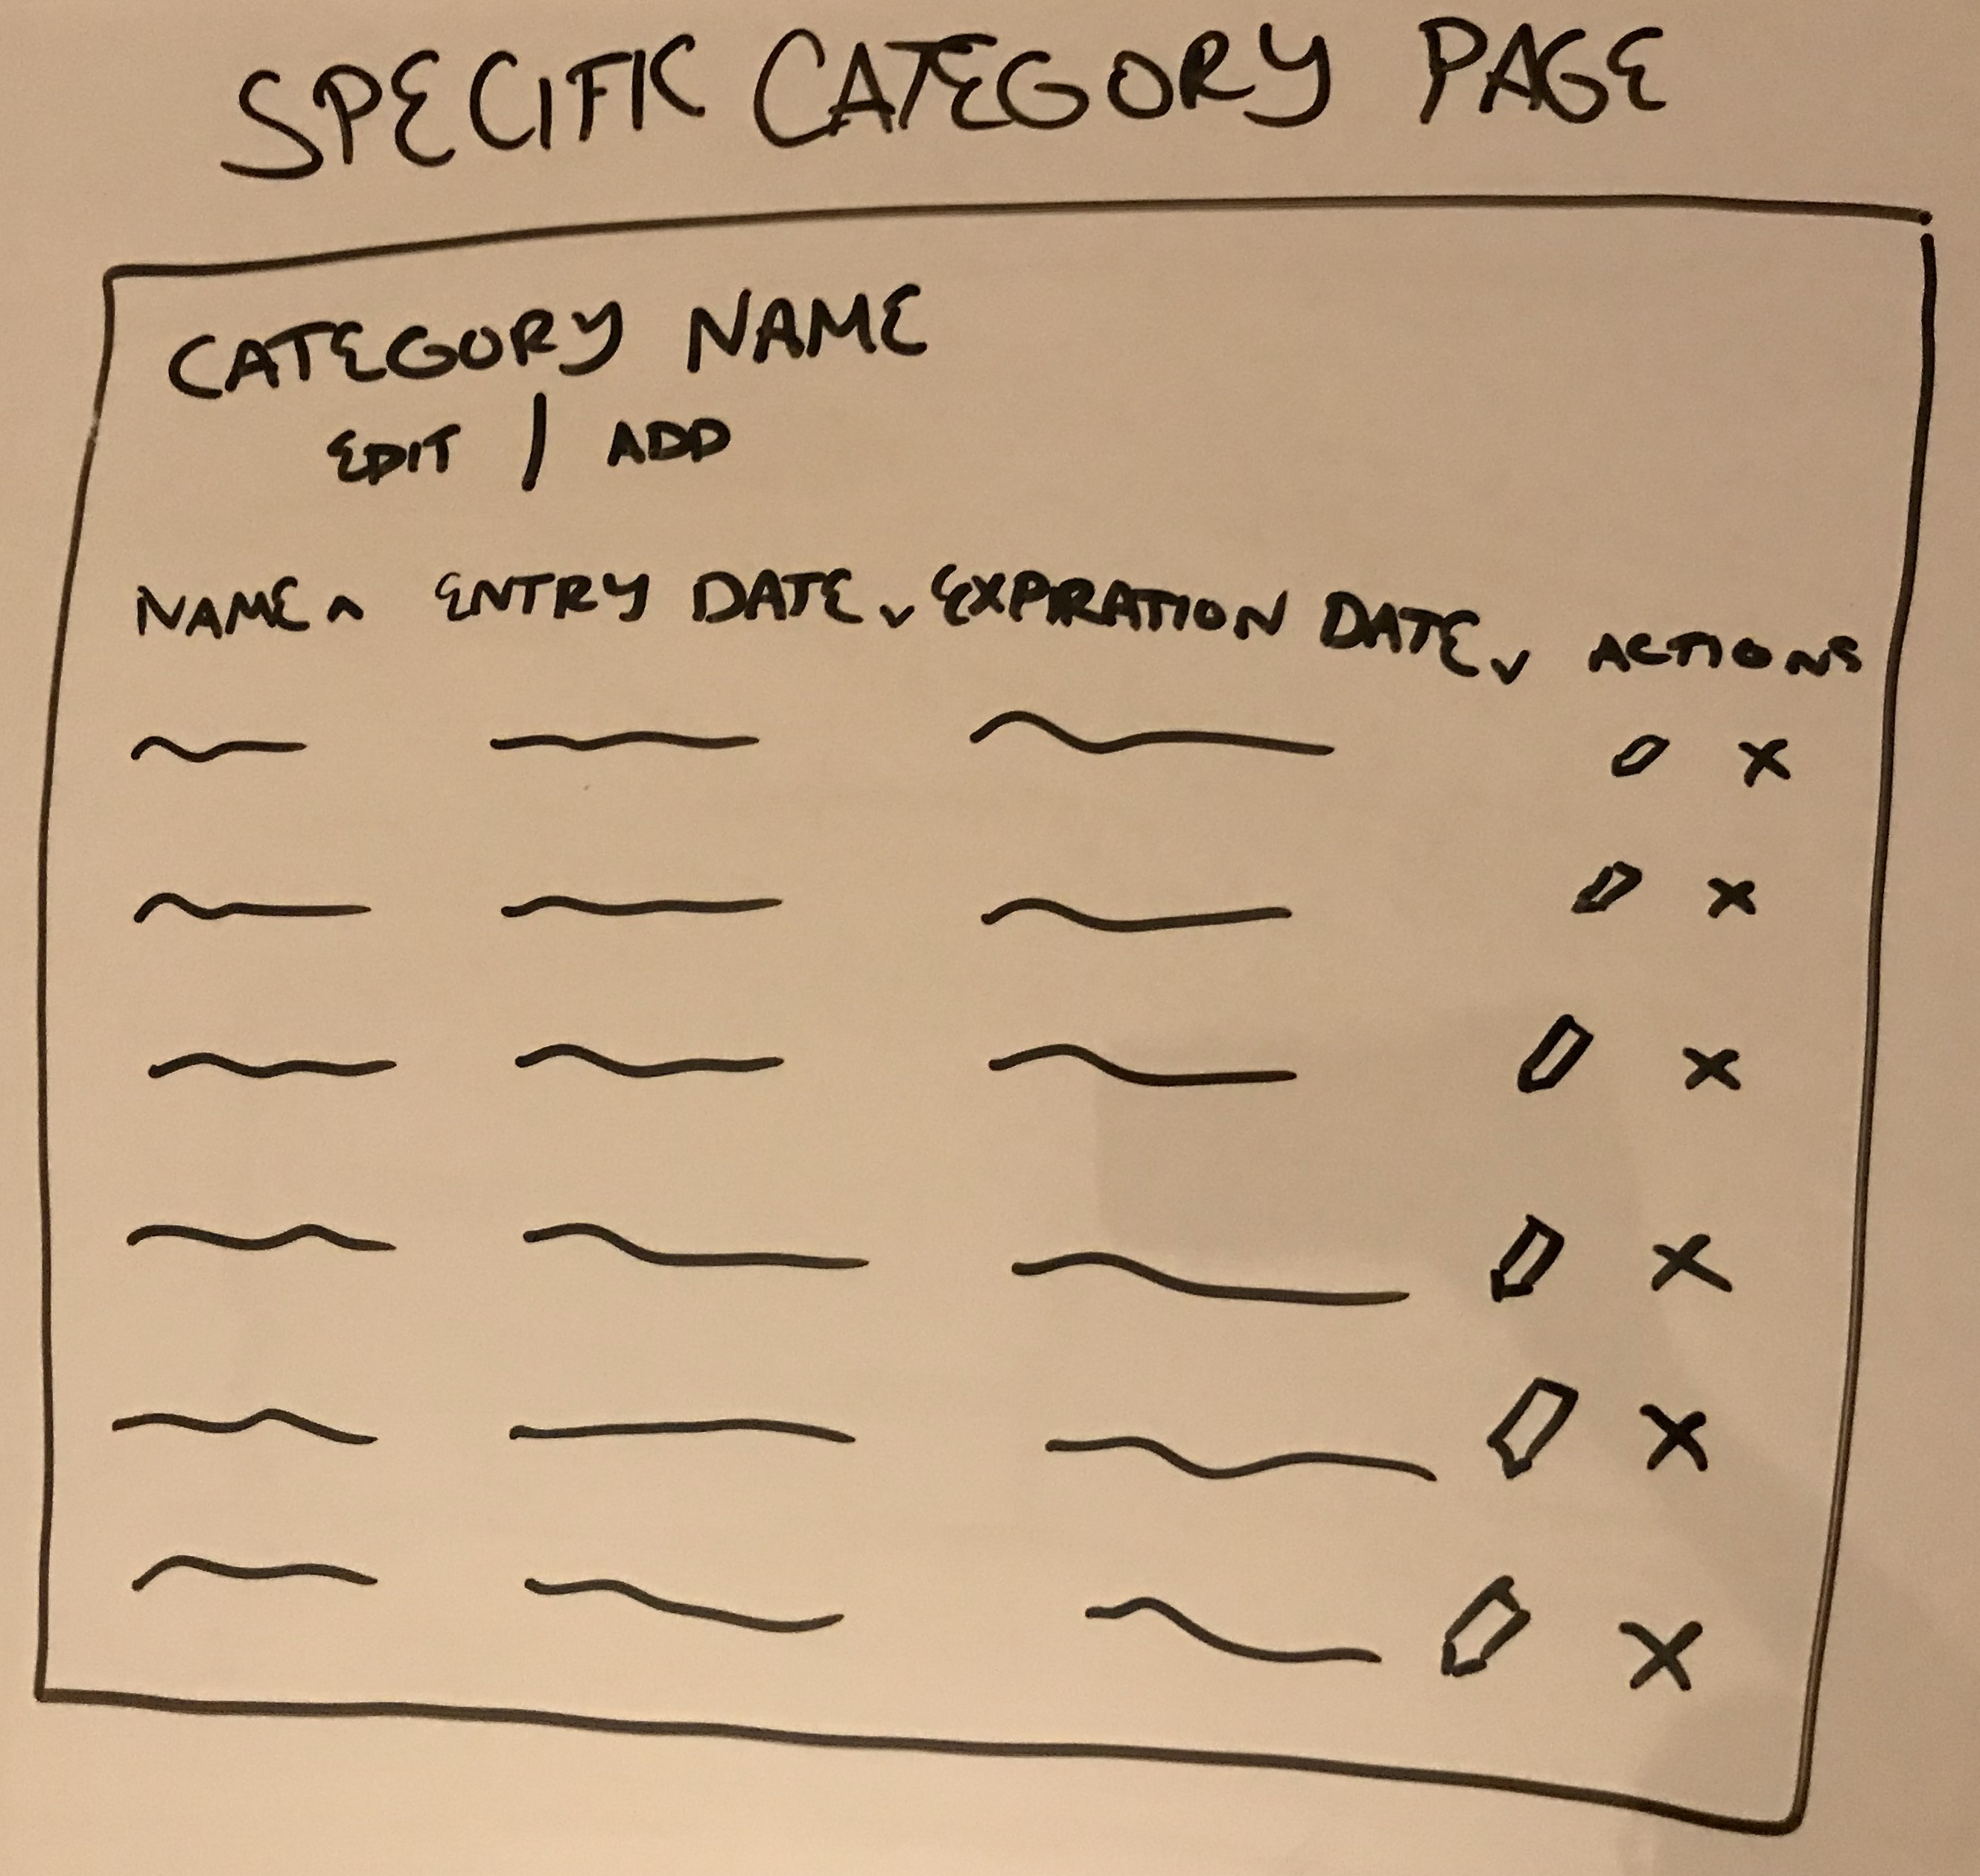 SPECIFIC CATEGORY PAGE
CATEGORY NAME
EDIT | ADD
NAME ^ ENTRY DATE v EXPIRATION DATE v ACTIONS
X
X
X
X
X
X